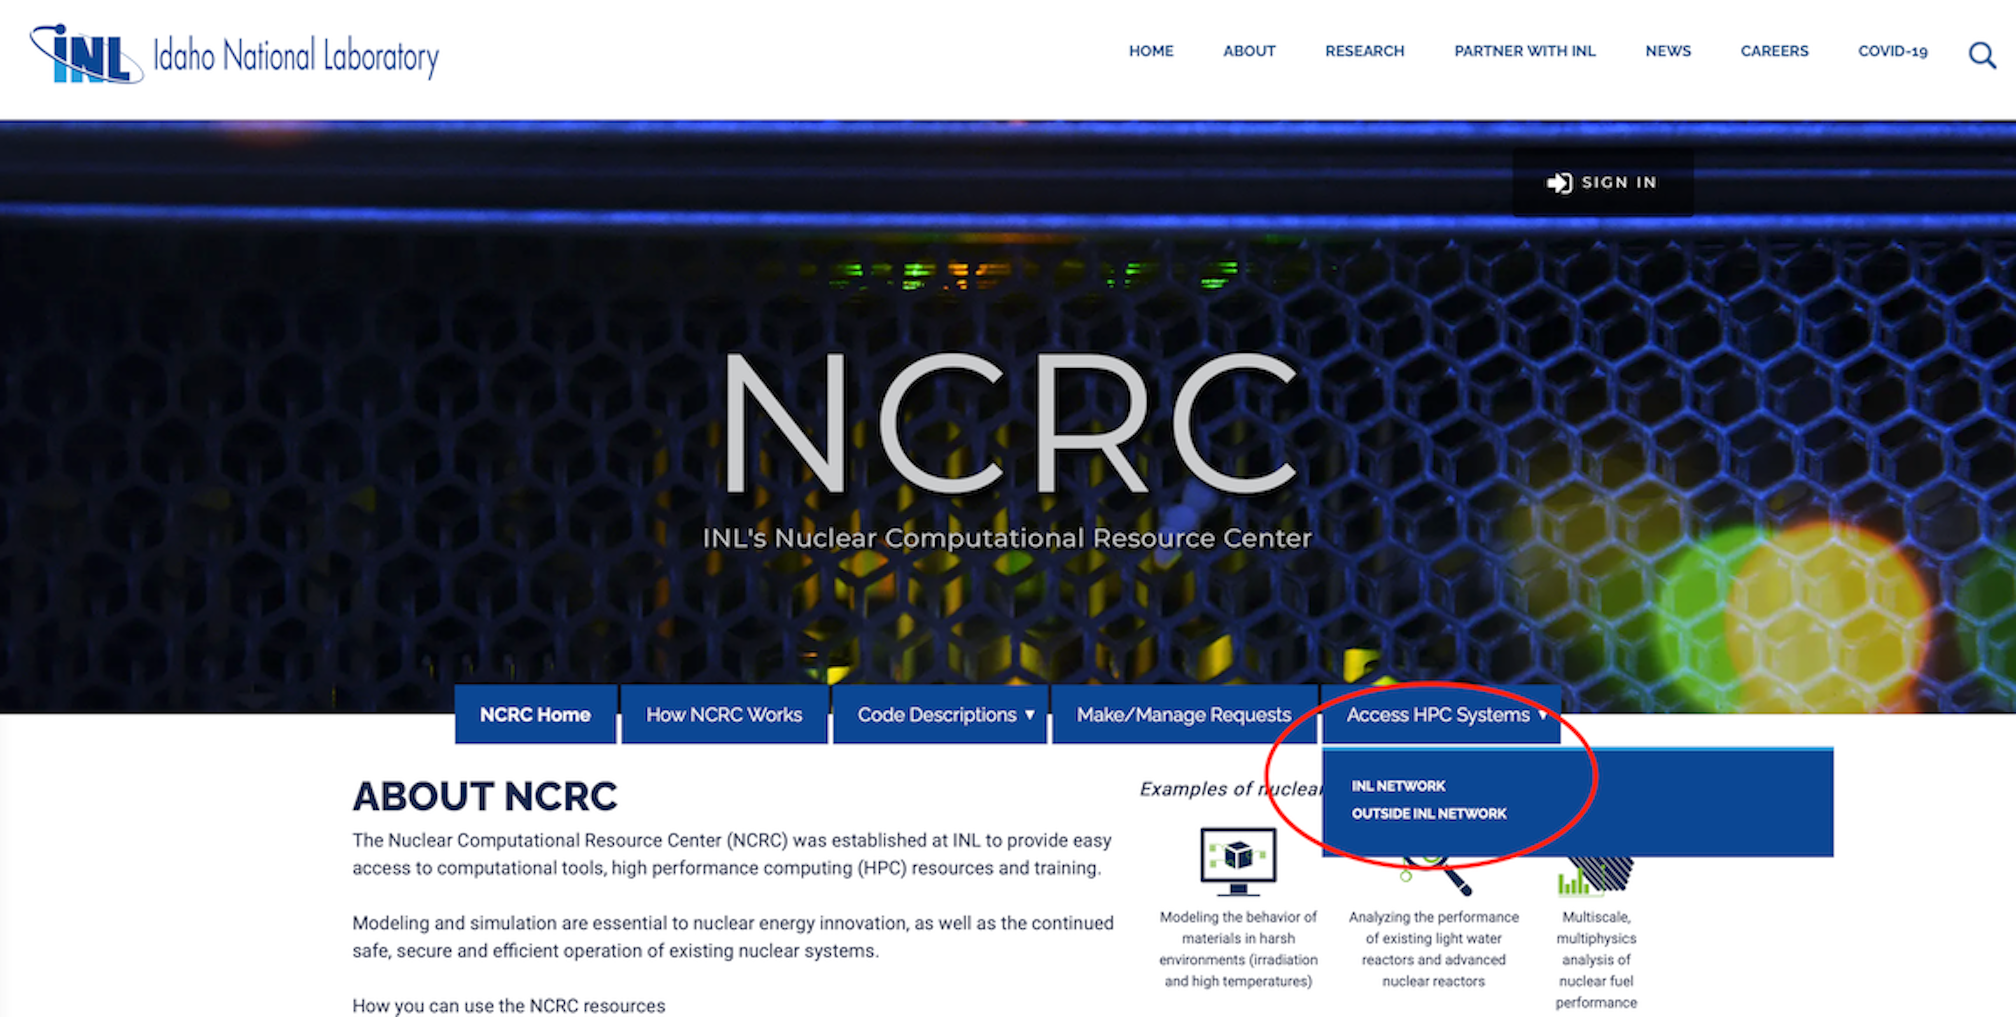 INL Idaho National Laboratory
HOME ABOUT RESEARCH PARTNER WITH INL NEWS CAREERS COVID-19
SIGN IN
NCRC
INL's Nuclear Computational Resource Center
NCRC Home How NCRC Works Code Descriptions ▼ Make/Manage Requests Access HPC Systems ▼
INL NETWORK
OUTSIDE INL NETWORK
ABOUT NCRC
The Nuclear Computational Resource Center (NCRC) was established at INL to provide easy
access to computational tools, high performance computing (HPC) resources and training.
Modeling and simulation are essential to nuclear energy innovation, as well as the continued
safe, secure and efficient operation of existing nuclear systems.
How you can use the NCRC resources
Examples of nuclear
Modeling the behavior of
materials in harsh
environments (irradiation
and high temperatures)
Analyzing the performance
of existing light water
reactors and advanced
nuclear reactors
Multiscale,
multiphysics
analysis of
nuclear fuel
performance